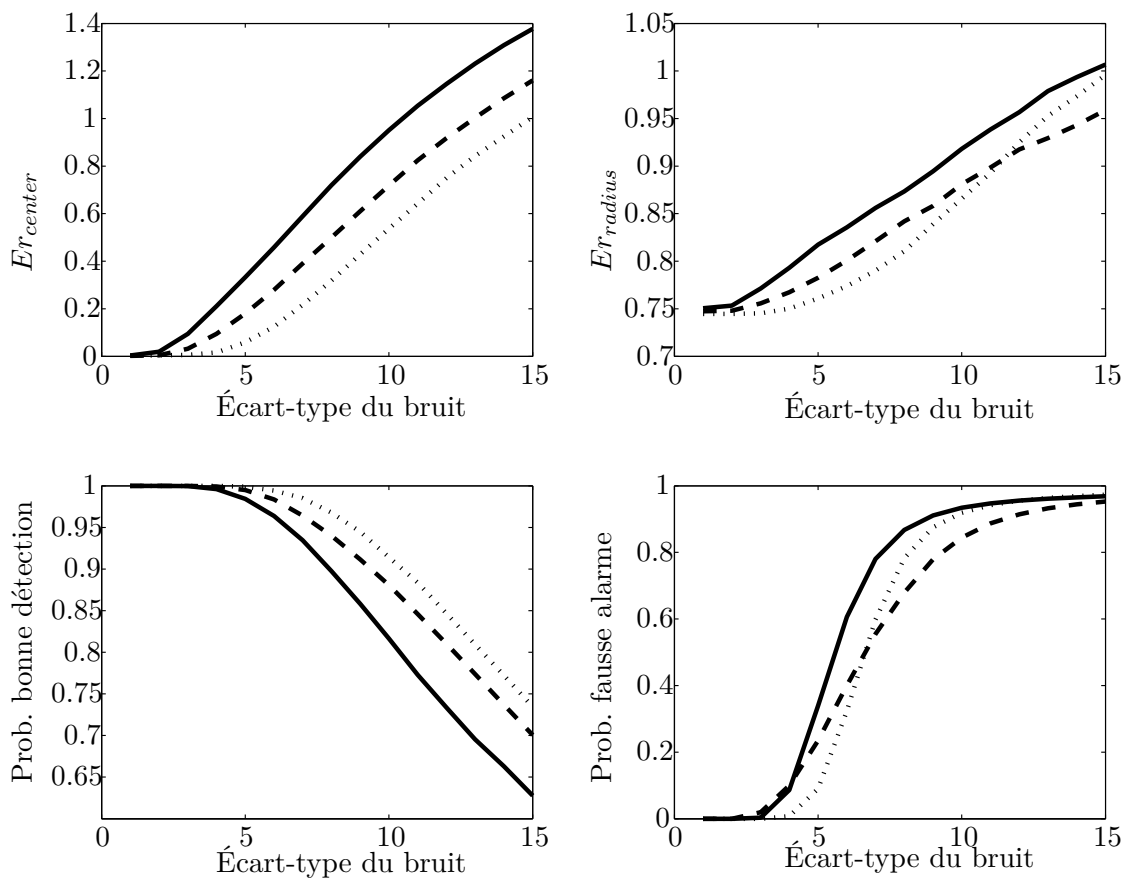 1.4
1.2
1
0.8
0.6
0.4
0.2
0
Er_center
0 5 10 15
Écart-type du bruit
1.05
1
0.95
0.9
0.85
0.8
0.75
0.7
Er_radius
0 5 10 15
Écart-type du bruit
1
0.95
0.9
0.85
0.8
0.75
0.7
0.65
Prob. bonne détection
0 5 10 15
Écart-type du bruit
1
0.8
0.6
0.4
0.2
0
Prob. fausse alarme
0 5 10 15
Écart-type du bruit